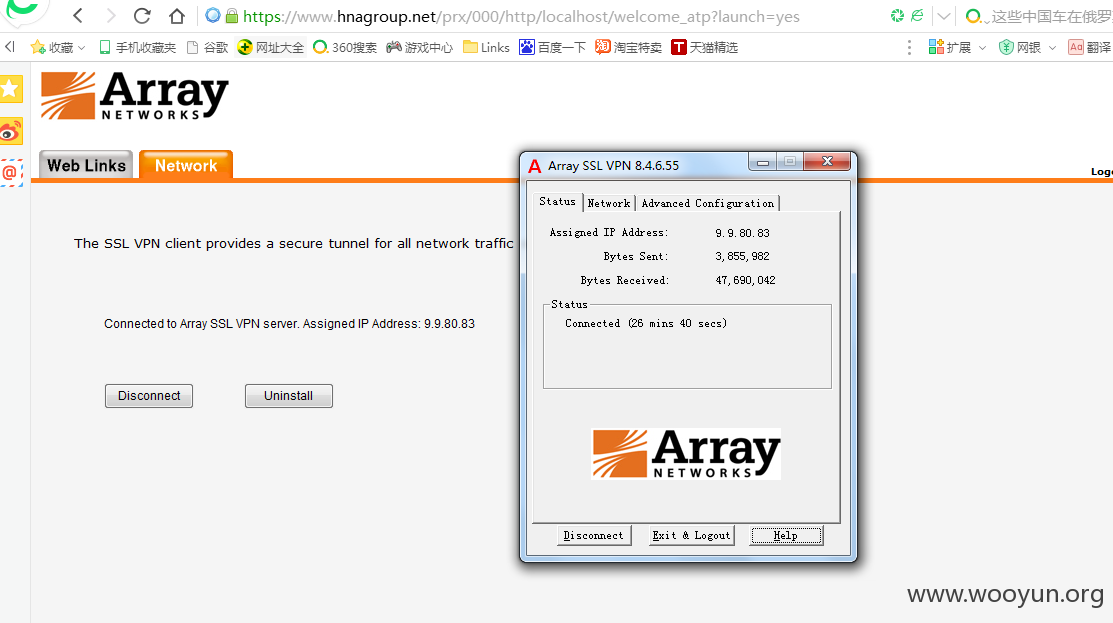 https://www.hnagroup.net/prx/000/http/localhost/welcome_atp?launch=yes
这些中国车在俄罗
收藏 手机收藏夹 谷歌 网址大全 360搜索 游戏中心 Links 百度一下 淘宝特卖 天猫精选 扩展 网银 翻译
Array
NETWORKS
Web Links Network
The SSL VPN client provides a secure tunnel for all network traffic
Connected to Array SSL VPN server. Assigned IP Address: 9.9.80.83
Disconnect Uninstall
Array SSL VPN 8.4.6.55
Status Network Advanced Configuration
Assigned IP Address: 9.9.80.83
Bytes Sent: 3,855,982
Bytes Received: 47,690,042
Status
Connected (26 mins 40 secs)
Array
NETWORKS
Disconnect Exit & Logout Help
www.wooyun.org